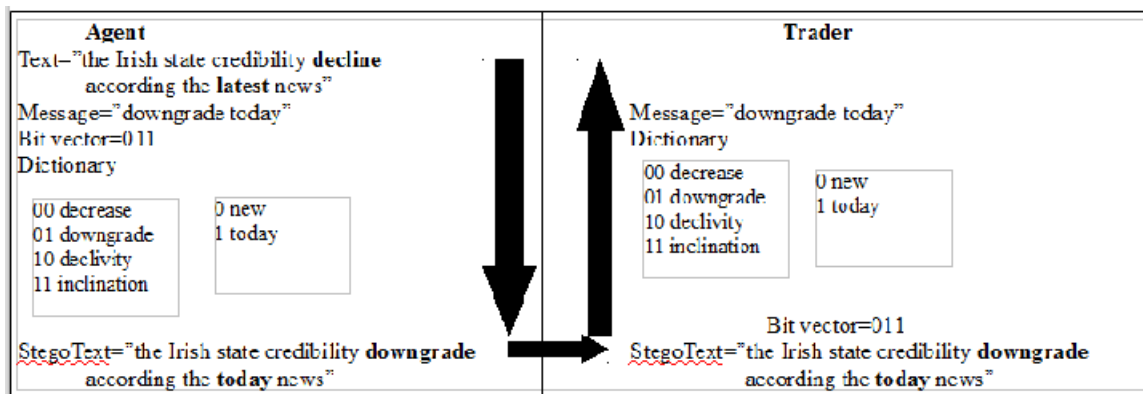 Agent
Text="the Irish state credibility decline
according the latest news"
Message="downgrade today"
Bit vector=011
Dictionary
00 decrease
01 downgrade
10 declivity
11 inclination
0 new
1 today
StegoText="the Irish state credibility downgrade
according the today news"
Trader
Message="downgrade today"
Dictionary
00 decrease
01 downgrade
10 declivity
11 inclination
0 new
1 today
Bit vector=011
StegoText="the Irish state credibility downgrade
according the today news"